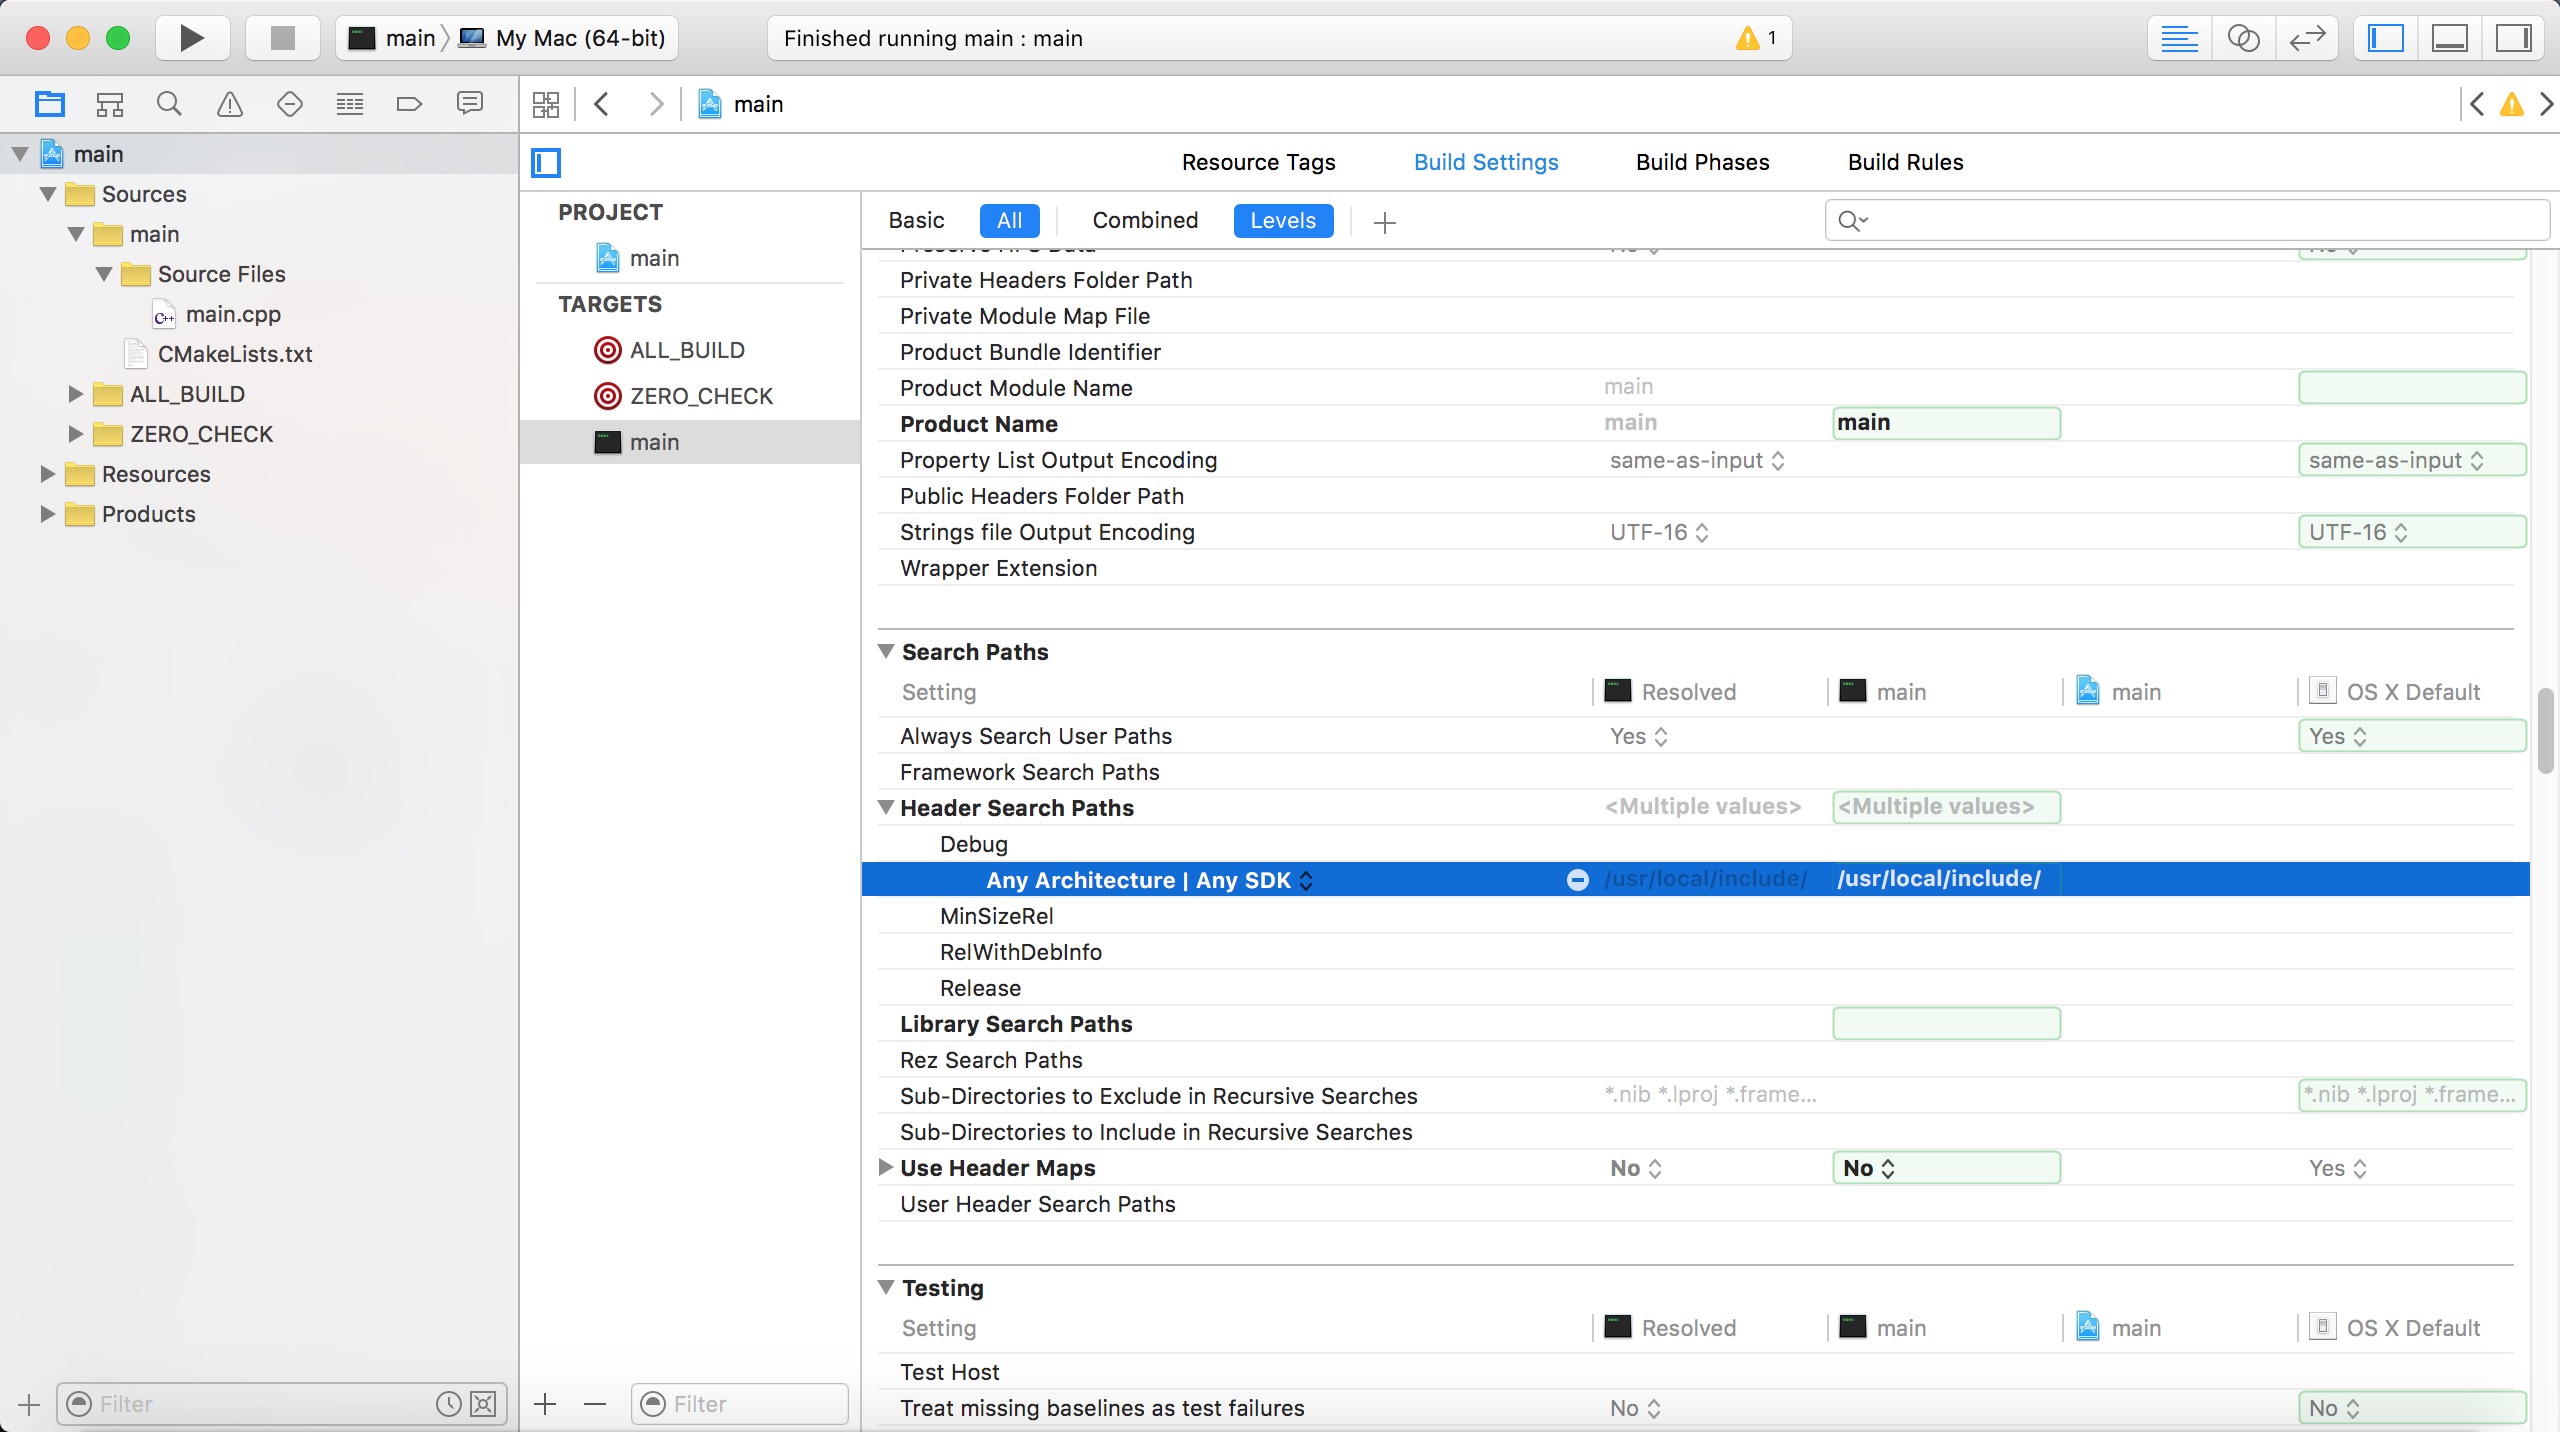 main My Mac (64-bit)
Finished running main : main
1
main
main
Sources
main
Source Files
main.cpp
CMakeLists.txt
ALL_BUILD
ZERO_CHECK
Resources
Products
Filter
Resource Tags Build Settings Build Phases Build Rules
PROJECT
main
TARGETS
ALL_BUILD
ZERO_CHECK
main
Filter
Basic All Combined Levels
Private Headers Folder Path
Private Module Map File
Product Bundle Identifier
Product Module Name main
Product Name main main
Property List Output Encoding same-as-input same-as-input
Public Headers Folder Path
Strings file Output Encoding UTF-16 UTF-16
Wrapper Extension
Search Paths
Setting Resolved main main OS X Default
Always Search User Paths Yes Yes
Framework Search Paths
Header Search Paths <Multiple values> <Multiple values>
Debug
Any Architecture | Any SDK /usr/local/include/ /usr/local/include/
MinSizeRel
RelWithDebInfo
Release
Library Search Paths
Rez Search Paths
Sub-Directories to Exclude in Recursive Searches *.nib *.lproj *.frame... *.nib *.lproj *.frame...
Sub-Directories to Include in Recursive Searches
Use Header Maps No No Yes
User Header Search Paths
Testing
Setting Resolved main main OS X Default
Test Host
Treat missing baselines as test failures No No